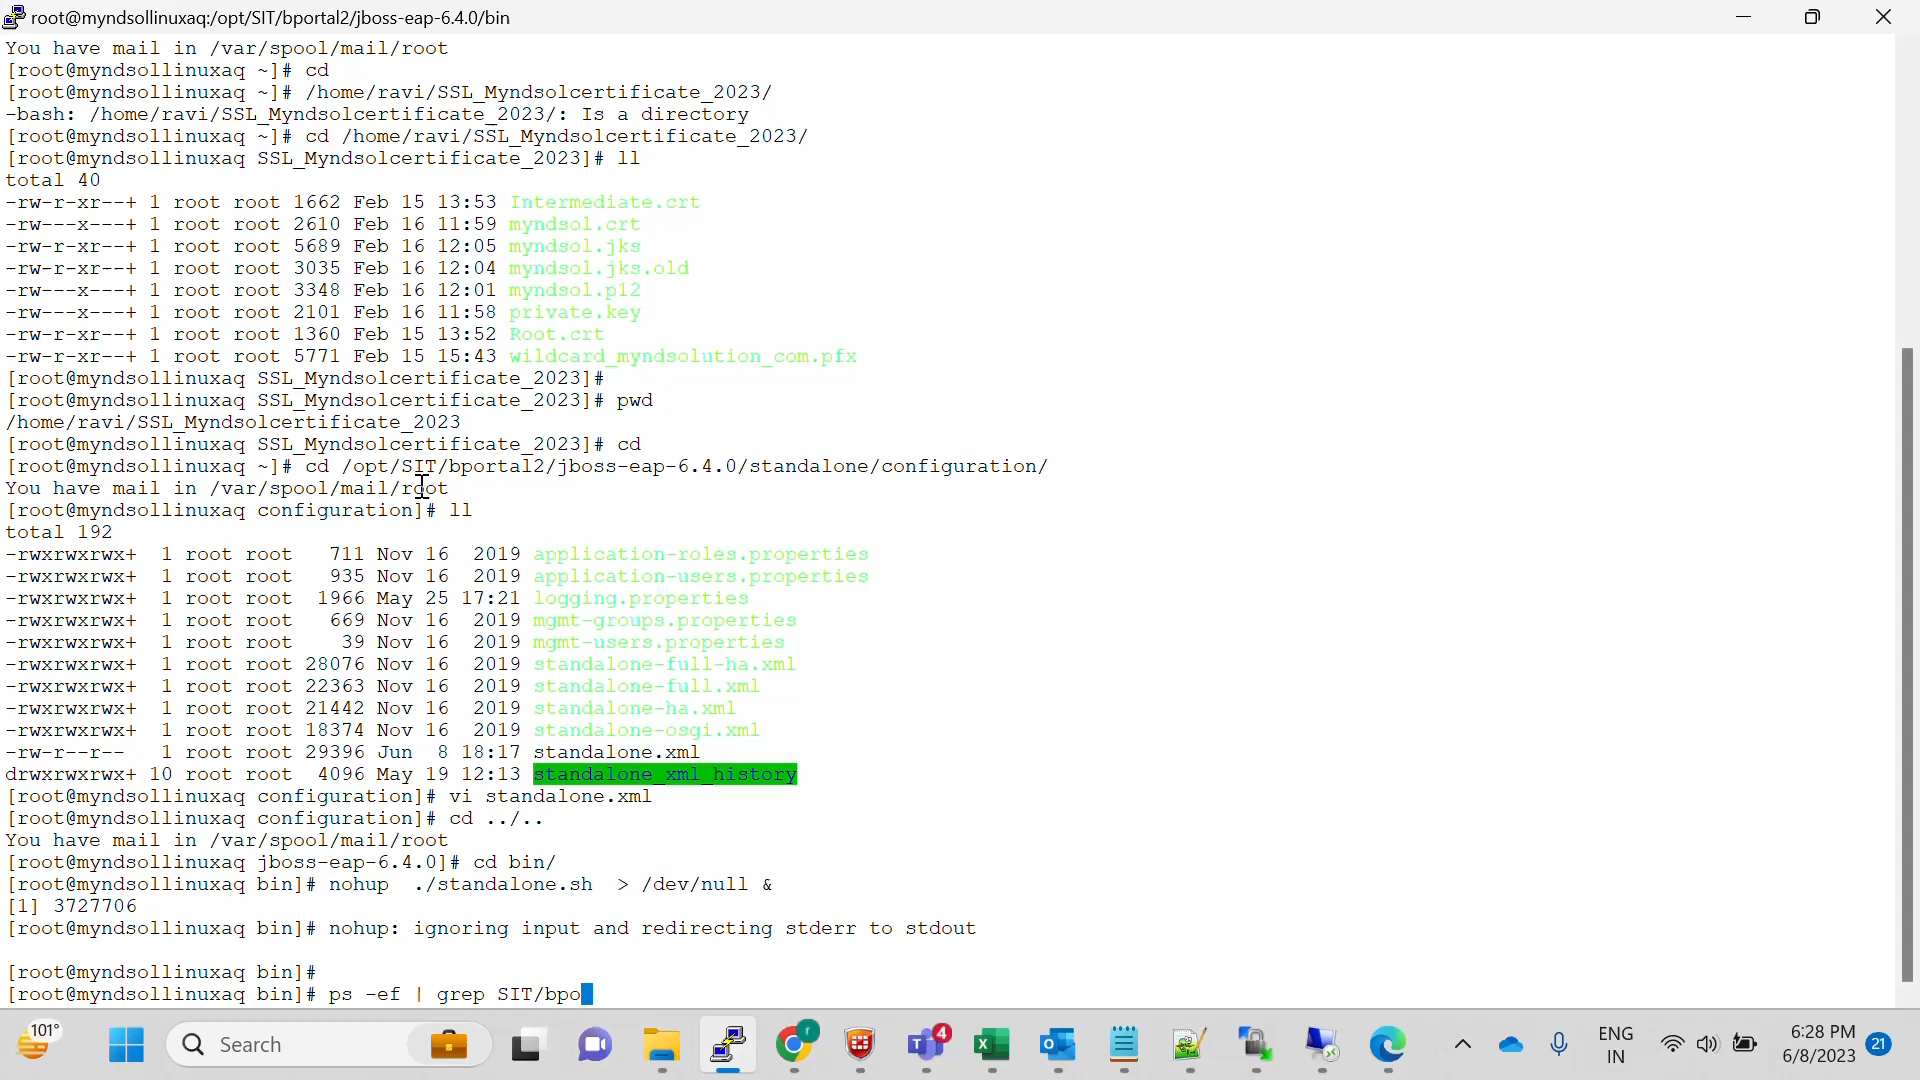 root@myndsollinuxaq:/opt/SIT/bportal2/jboss-eap-6.4.0/bin
You have mail in /var/spool/mail/root
[root@myndsollinuxaq ~]# cd
[root@myndsollinuxaq ~]# /home/ravi/SSL_Myndsolcertificate_2023/
-bash: /home/ravi/SSL_Myndsolcertificate_2023/: Is a directory
[root@myndsollinuxaq ~]# cd /home/ravi/SSL_Myndsolcertificate_2023/
[root@myndsollinuxaq SSL_Myndsolcertificate_2023]# ll
total 40
-rw-r-xr--+ 1 root root 1662 Feb 15 13:53 Intermediate.crt
-rw---x---+ 1 root root 2610 Feb 16 11:59 myndsol.crt
-rw-r-xr--+ 1 root root 5689 Feb 16 12:05 myndsol.jks
-rw-r-xr--+ 1 root root 3035 Feb 16 12:04 myndsol.jks.old
-rw---x---+ 1 root root 3348 Feb 16 12:01 myndsol.p12
-rw---x---+ 1 root root 2101 Feb 16 11:58 private.key
-rw-r-xr--+ 1 root root 1360 Feb 15 13:52 Root.crt
-rw-r-xr--+ 1 root root 5771 Feb 15 15:43 wildcard_myndsolution_com.pfx
[root@myndsollinuxaq SSL_Myndsolcertificate_2023]#
[root@myndsollinuxaq SSL_Myndsolcertificate_2023]# pwd
/home/ravi/SSL_Myndsolcertificate_2023
[root@myndsollinuxaq SSL_Myndsolcertificate_2023]# cd
[root@myndsollinuxaq ~]# cd /opt/SIT/bportal2/jboss-eap-6.4.0/standalone/configuration/
You have mail in /var/spool/mail/root
[root@myndsollinuxaq configuration]# ll
total 192
-rwxrwxrwx+  1 root root   711 Nov 16  2019 application-roles.properties
-rwxrwxrwx+  1 root root   935 Nov 16  2019 application-users.properties
-rwxrwxrwx+  1 root root  1966 May 25 17:21 logging.properties
-rwxrwxrwx+  1 root root   669 Nov 16  2019 mgmt-groups.properties
-rwxrwxrwx+  1 root root    39 Nov 16  2019 mgmt-users.properties
-rwxrwxrwx+  1 root root 28076 Nov 16  2019 standalone-full-ha.xml
-rwxrwxrwx+  1 root root 22363 Nov 16  2019 standalone-full.xml
-rwxrwxrwx+  1 root root 21442 Nov 16  2019 standalone-ha.xml
-rwxrwxrwx+  1 root root 18374 Nov 16  2019 standalone-osgi.xml
-rw-r--r--   1 root root 29396 Jun  8 18:17 standalone.xml
drwxrwxrwx+ 10 root root  4096 May 19 12:13 standalone_xml_history
[root@myndsollinuxaq configuration]# vi standalone.xml
[root@myndsollinuxaq configuration]# cd ../..
You have mail in /var/spool/mail/root
[root@myndsollinuxaq jboss-eap-6.4.0]# cd bin/
[root@myndsollinuxaq bin]# nohup  ./standalone.sh  > /dev/null &
[1] 3727706
[root@myndsollinuxaq bin]# nohup: ignoring input and redirecting stderr to stdout
[root@myndsollinuxaq bin]#
[root@myndsollinuxaq bin]# ps -ef | grep SIT/bpo
101°
Search
4
ENG
IN
6:28 PM
6/8/2023
21